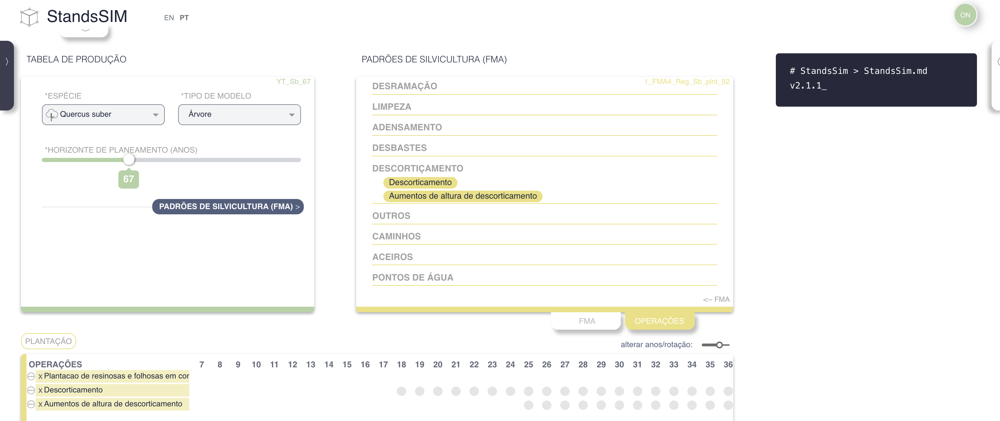 StandsSIM
EN PT
ON
TABELA DE PRODUÇÃO
YT_Sb_67
*ESPÉCIE
*TIPO DE MODELO
Quercus suber
Árvore
*HORIZONTE DE PLANEAMENTO (ANOS)
67
PADRÕES DE SILVICULTURA (FMA) >
PADRÕES DE SILVICULTURA (FMA)
1_FMA4_Reg_Sb_plnt_92
DESRAMAÇÃO
LIMPEZA
ADENSAMENTO
DESBASTES
DESCORTIÇAMENTO
Descorticamento
Aumentos de altura de descorticamento
OUTROS
CAMINHOS
ACEIROS
PONTOS DE ÁGUA
<-- FMA
FMA
OPERAÇÕES
# StandsSim > StandsSim.md
v2.1.1_
PLANTAÇÃO
alterar anos/rotação:
OPERAÇÕES 7 8 9 10 11 12 13 14 15 16 17 18 19 20 21 22 23 24 25 26 27 28 29 30 31 32 33 34 35 36
x Plantacao de resinosas e folhosas em cor
x Descorticamento
x Aumentos de altura de descorticamento